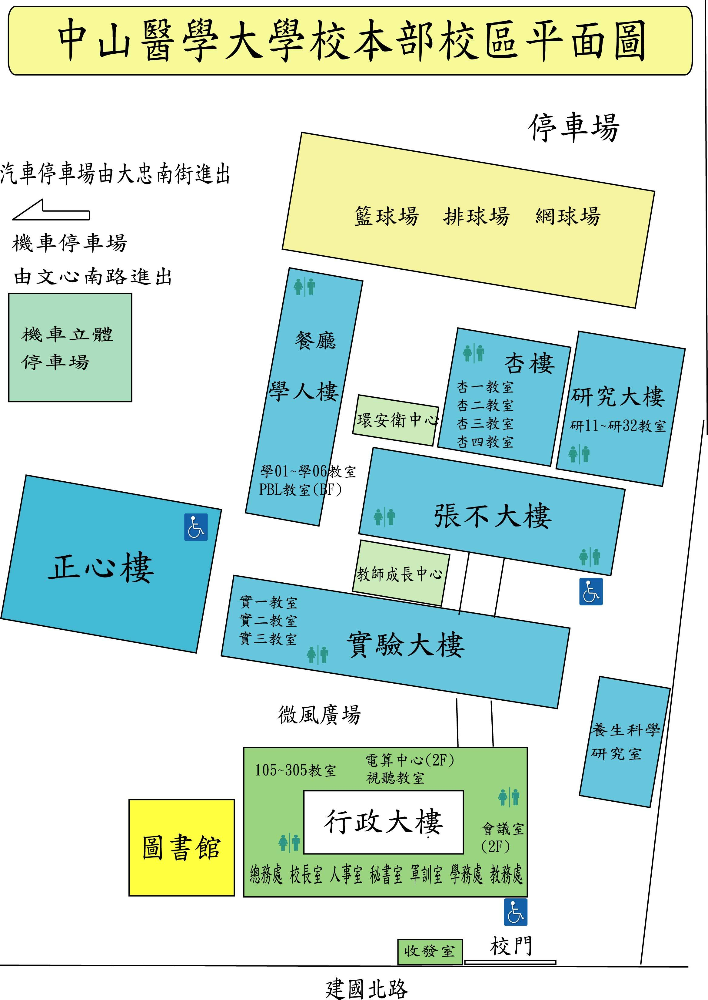 中山醫學大學校本部校區平面圖
停車場
汽車停車場由大忠南街進出
機車停車場
由文心南路進出
籃球場 排球場 網球場
機車立體
停車場
餐廳
學人樓
學01~學06教室
PBL教室(BF)
杏樓
杏一教室
杏二教室
杏三教室
杏四教室
研究大樓
研11~研32教室
環安衛中心
張不大樓
正心樓
教師成長中心
實一教室
實二教室
實三教室
實驗大樓
微風廣場
養生科學
研究室
105~305教室
電算中心(2F)
視聽教室
行政大樓
會議室
(2F)
總務處 校長室 人事室 秘書室 軍訓室 學務處 教務處
圖書館
收發室
校門
建國北路